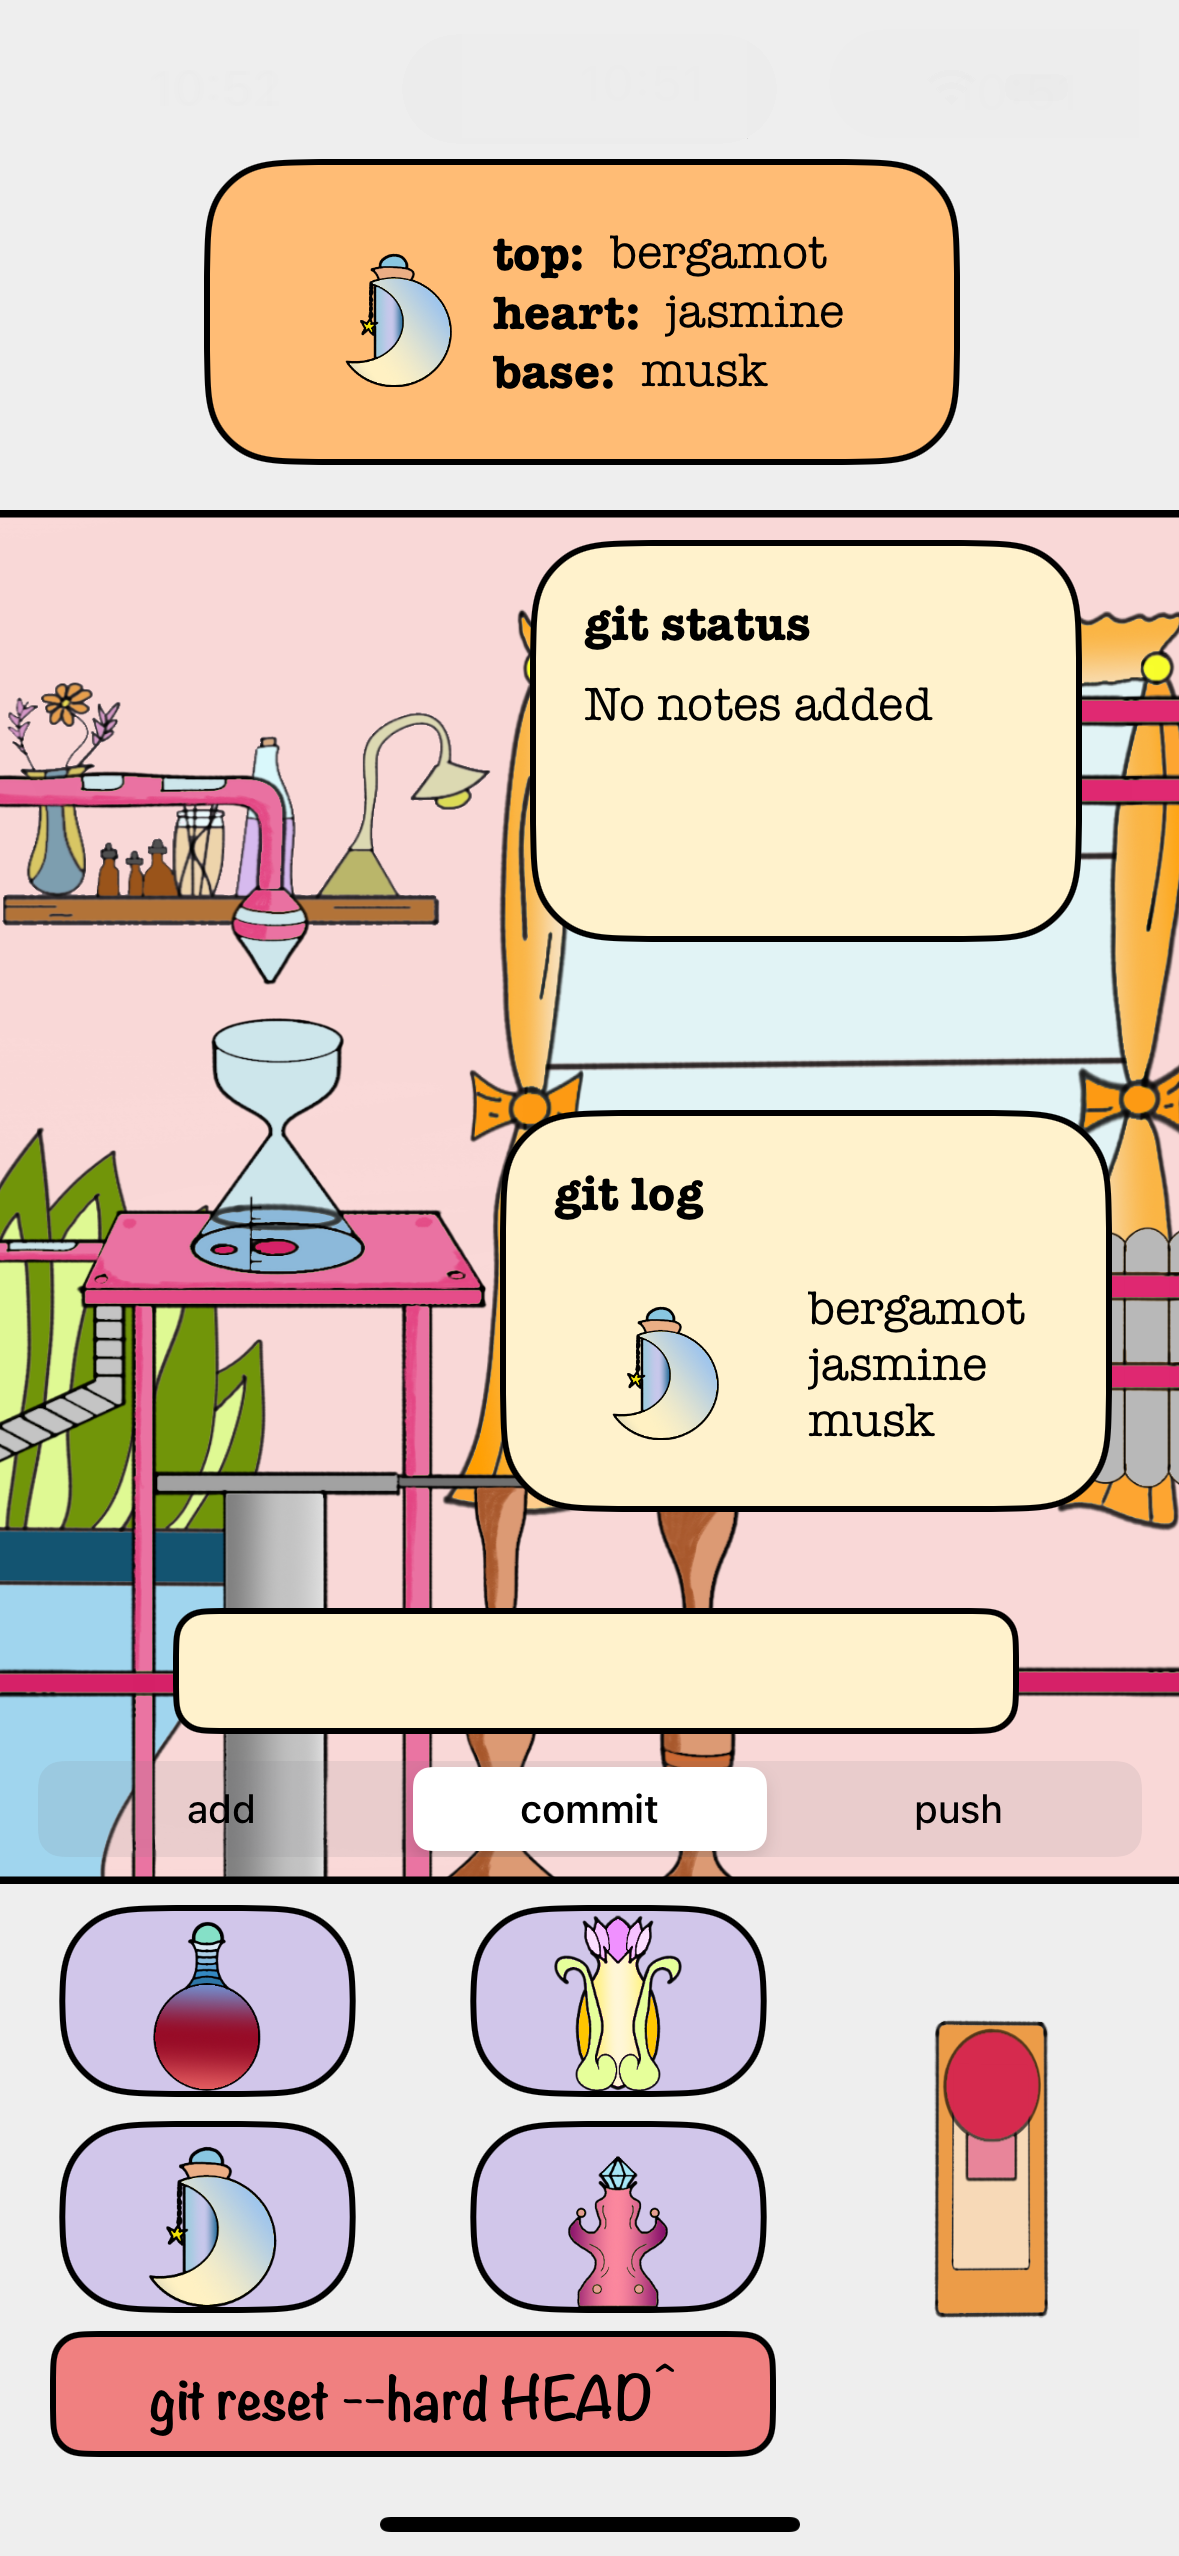 top: bergamot
heart: jasmine
base: musk
git status
No notes added
git log
bergamot
jasmine
musk
add
commit
push
git reset --hard HEAD^